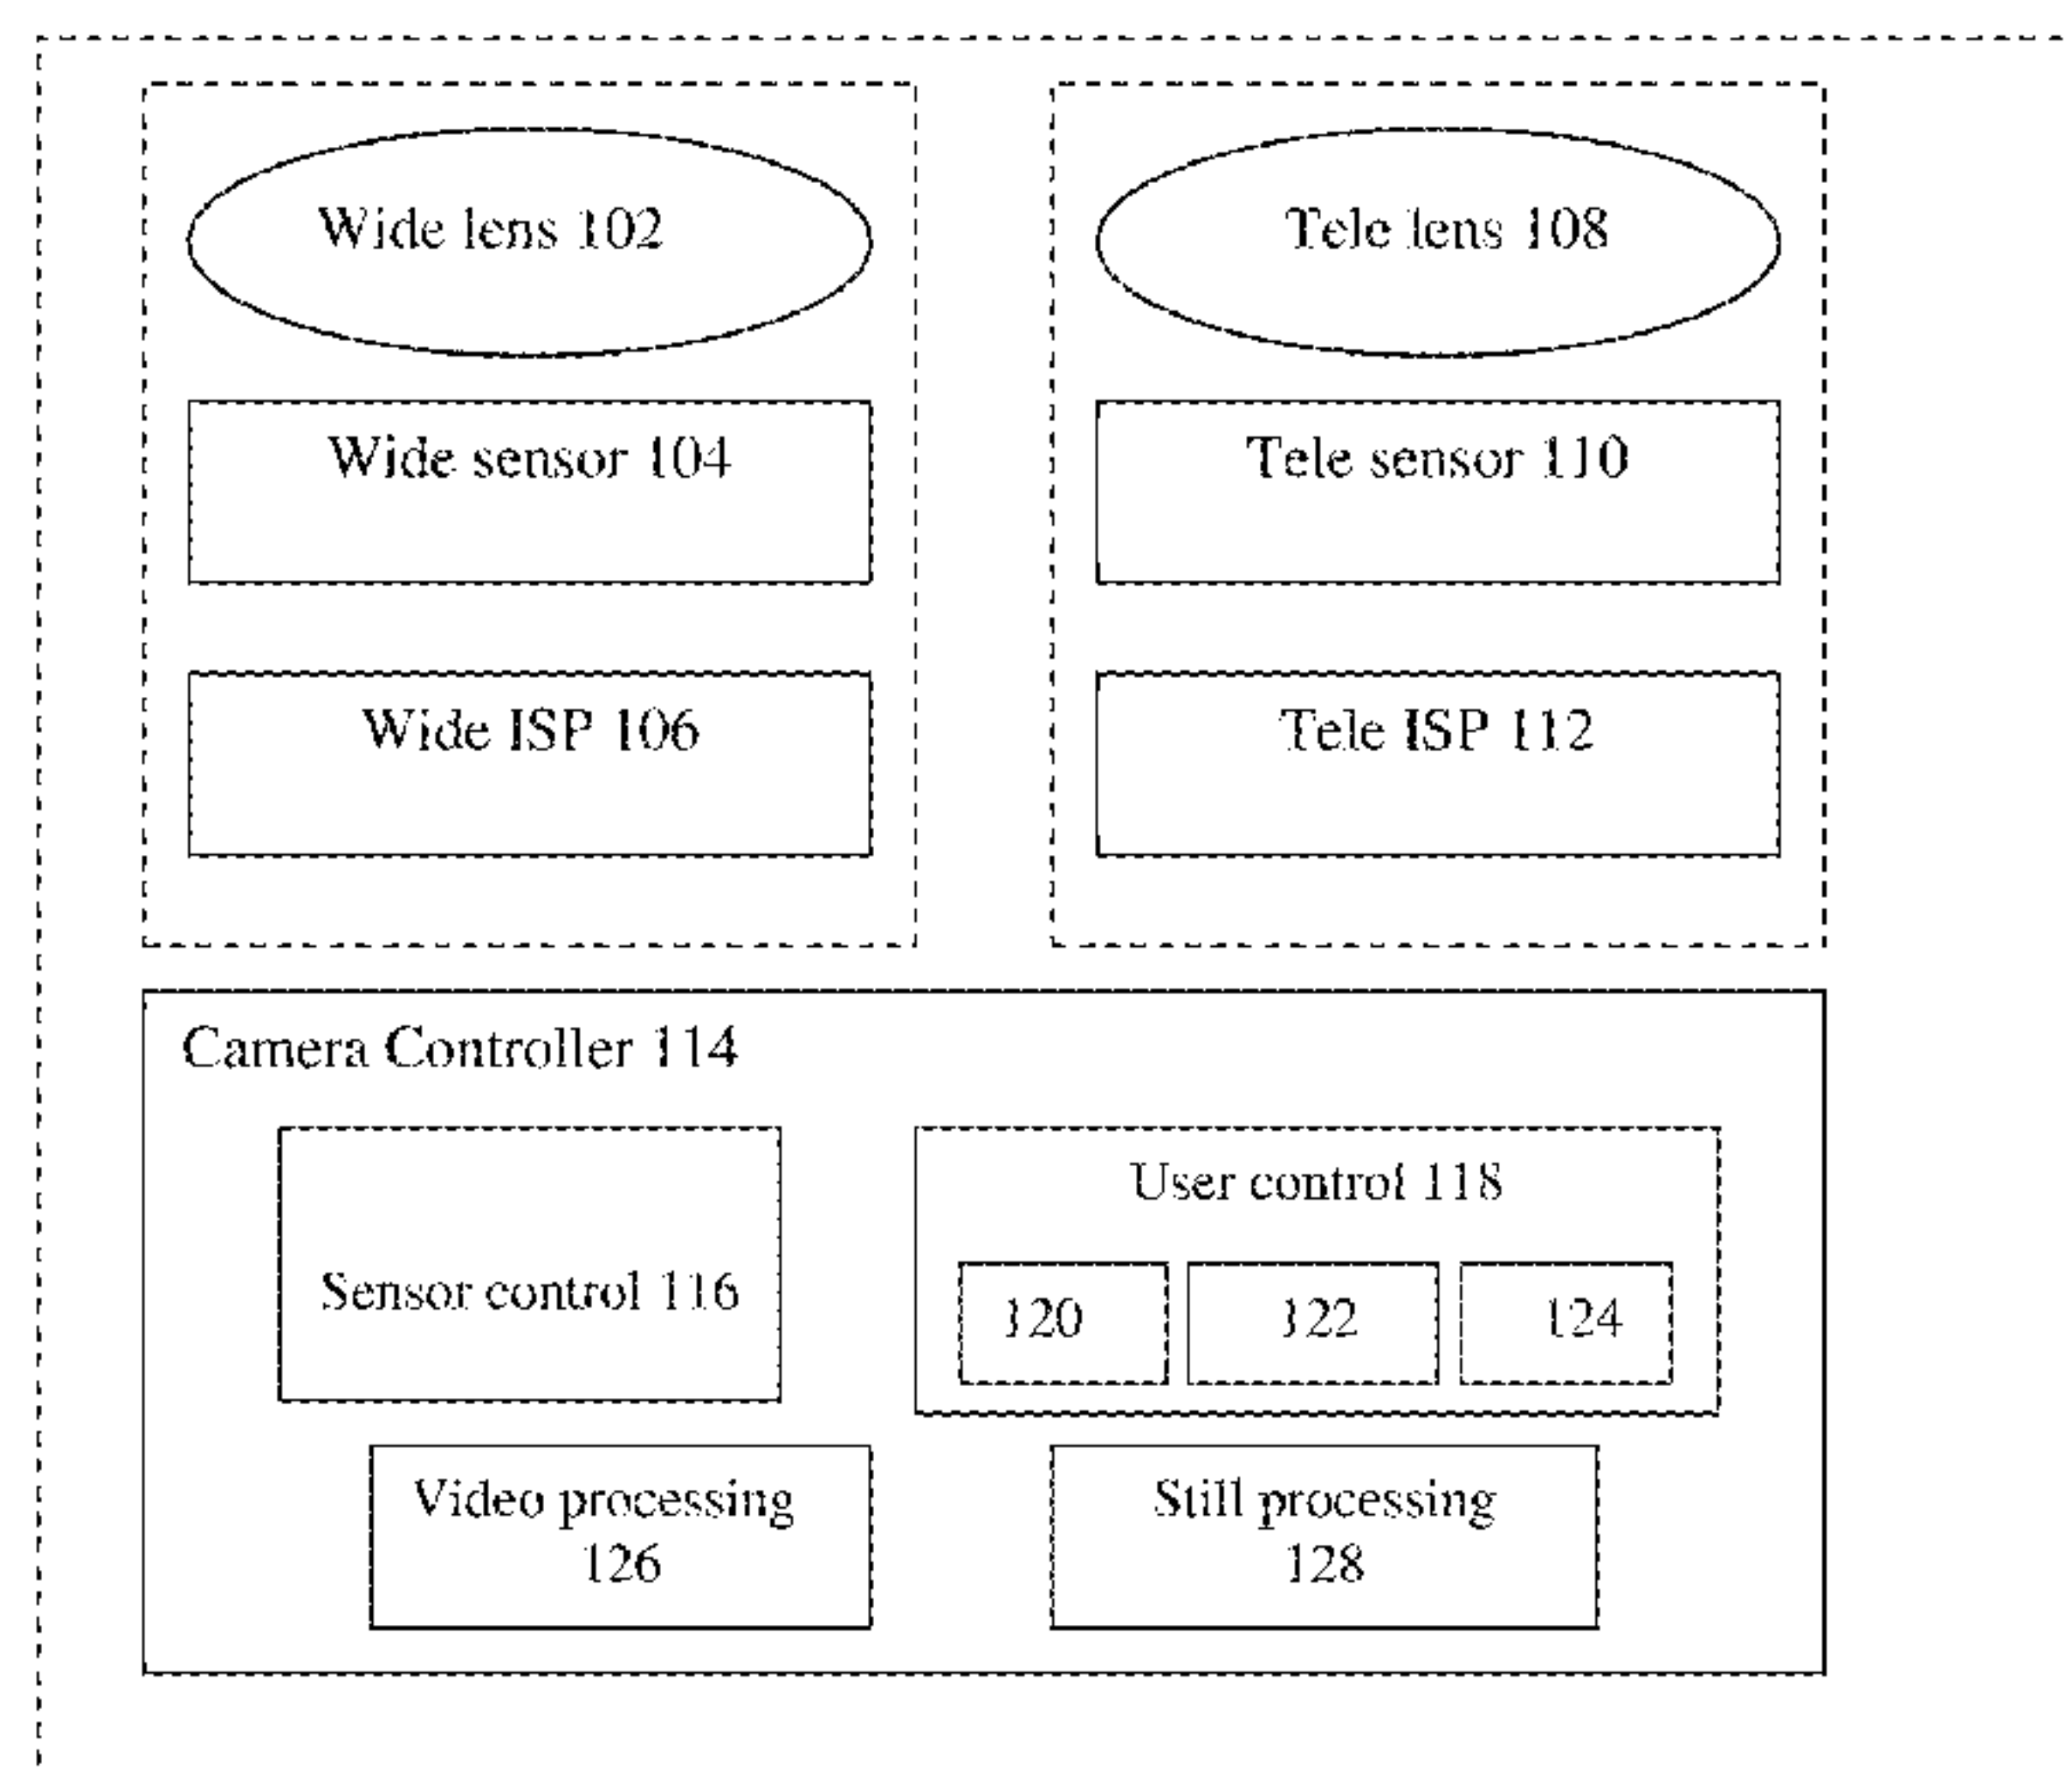 Wide lens 102
Tele lens 108
Wide sensor 104
Tele sensor 110
Wide ISP 106
Tele ISP 112
Camera Controller 114
Sensor control 116
User control 118
120
122
124
Video processing
126
Still processing
128